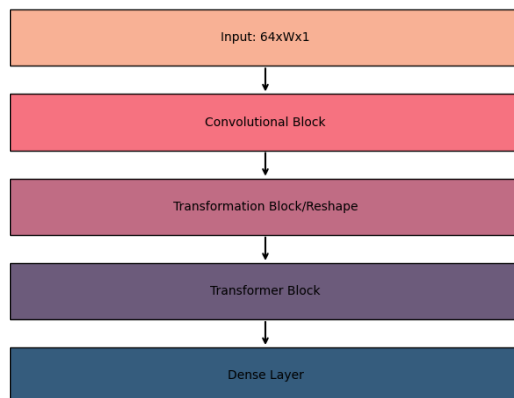 Input: 64xWx1
Convolutional Block
Transformation Block/Reshape
Transformer Block
Dense Layer